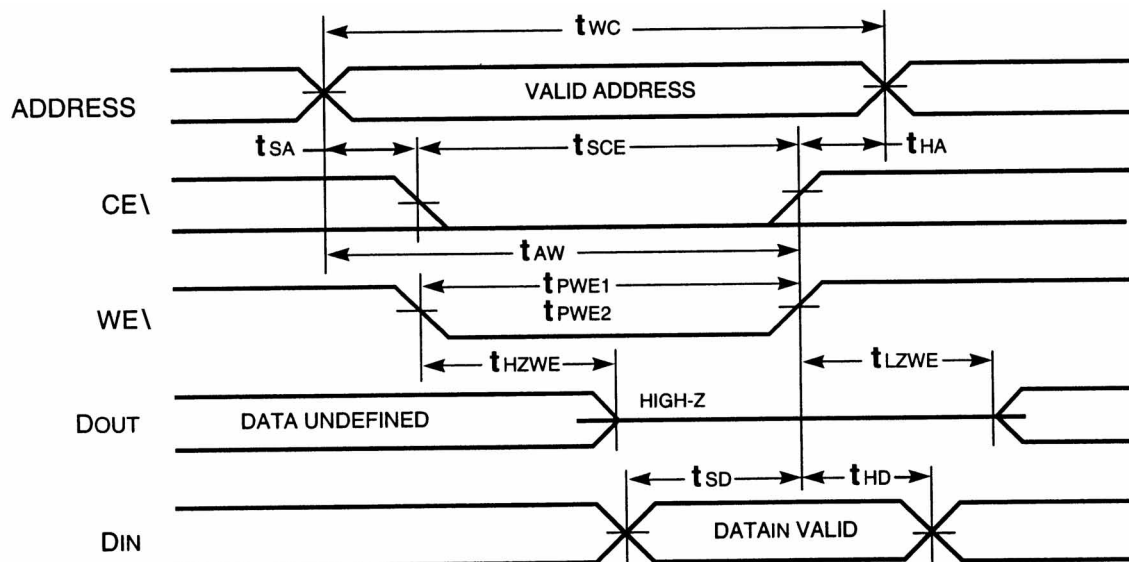 tWC
ADDRESS
VALID ADDRESS
tSA
tSCE
tHA
CE\
tAW
tPWE1
WE\
tPWE2
tHZWE
tLZWE
DOUT
DATA UNDEFINED
HIGH-Z
tSD
tHD
DIN
DATAIN VALID